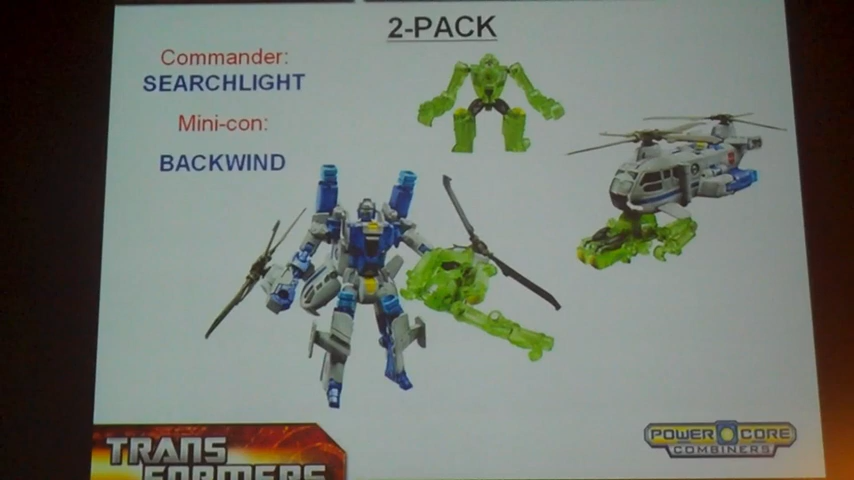 2-PACK
Commander:
SEARCHLIGHT
Mini-con:
BACKWIND
TRANS
FORMERS
POWER CORE
COMBINERS